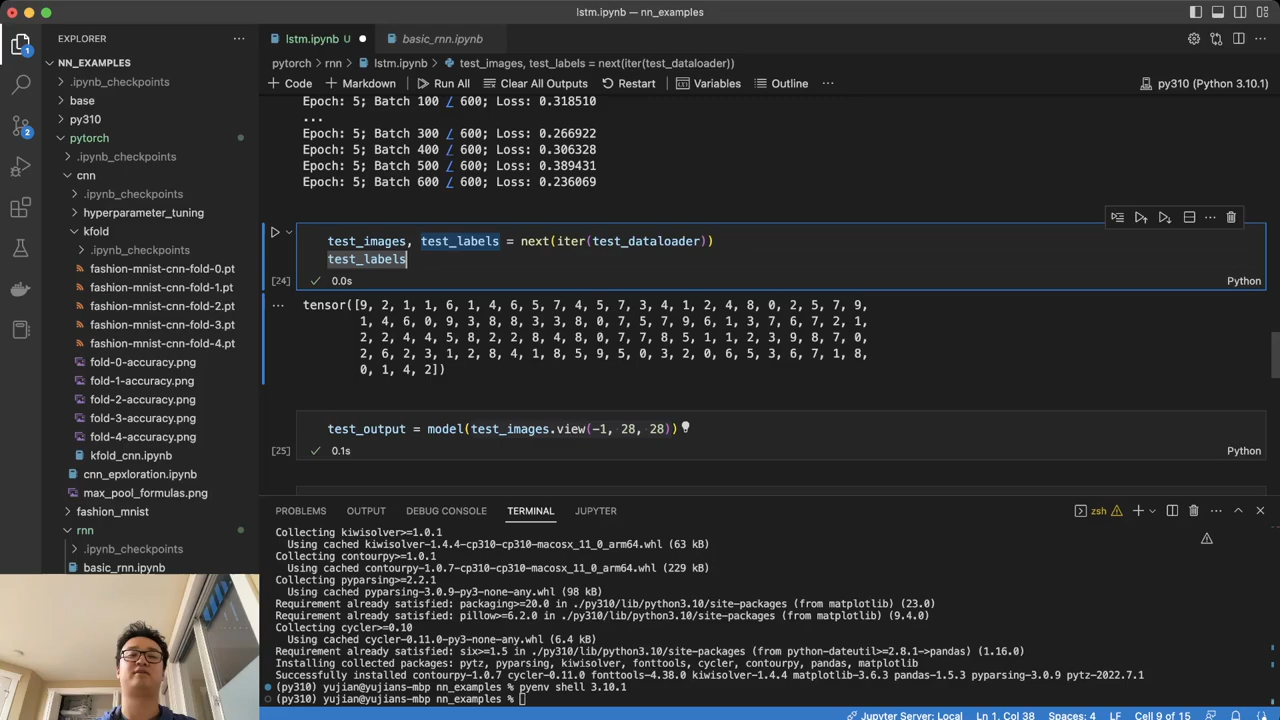 lstm.ipynb — nn_examples
EXPLORER
lstm.ipynb U
basic_rnn.ipynb
NN_EXAMPLES
pytorch > rnn > lstm.ipynb > test_images, test_labels = next(iter(test_dataloader))
.ipynb_checkpoints
+ Code + Markdown Run All Clear All Outputs Restart Variables Outline ... py310 (Python 3.10.1)
base
py310
pytorch
.ipynb_checkpoints
cnn
.ipynb_checkpoints
hyperparameter_tuning
kfold
.ipynb_checkpoints
fashion-mnist-cnn-fold-0.pt
fashion-mnist-cnn-fold-1.pt
fashion-mnist-cnn-fold-2.pt
fashion-mnist-cnn-fold-3.pt
fashion-mnist-cnn-fold-4.pt
fold-0-accuracy.png
fold-1-accuracy.png
fold-2-accuracy.png
fold-3-accuracy.png
fold-4-accuracy.png
kfold_cnn.ipynb
cnn_epxloration.ipynb
max_pool_formulas.png
fashion_mnist
rnn
.ipynb_checkpoints
basic_rnn.ipynb
1
2
Epoch: 5; Batch 100 / 600; Loss: 0.318510
...
Epoch: 5; Batch 300 / 600; Loss: 0.266922
Epoch: 5; Batch 400 / 600; Loss: 0.306328
Epoch: 5; Batch 500 / 600; Loss: 0.389431
Epoch: 5; Batch 600 / 600; Loss: 0.236069
test_images, test_labels = next(iter(test_dataloader))
test_labels
[24] 0.0s Python
tensor([9, 2, 1, 1, 6, 1, 4, 6, 5, 7, 4, 5, 7, 3, 4, 1, 2, 4, 8, 0, 2, 5, 7, 9,
1, 4, 6, 0, 9, 3, 8, 8, 3, 3, 8, 0, 7, 5, 7, 9, 6, 1, 3, 7, 6, 7, 2, 1,
2, 2, 4, 4, 5, 8, 2, 2, 8, 4, 8, 0, 7, 7, 8, 5, 1, 1, 2, 3, 9, 8, 7, 0,
2, 6, 2, 3, 1, 2, 8, 4, 1, 8, 5, 9, 5, 0, 3, 2, 0, 6, 5, 3, 6, 7, 1, 8,
0, 1, 4, 2])
test_output = model(test_images.view(-1, 28, 28))
[25] 0.1s Python
PROBLEMS OUTPUT DEBUG CONSOLE TERMINAL JUPYTER zsh
Collecting kiwisolver>=1.0.1
Using cached kiwisolver-1.4.4-cp310-cp310-macosx_11_0_arm64.whl (63 kB)
Collecting contourpy>=1.0.1
Using cached contourpy-1.0.7-cp310-cp310-macosx_11_0_arm64.whl (229 kB)
Collecting pyparsing>=2.2.1
Using cached pyparsing-3.0.9-py3-none-any.whl (98 kB)
Requirement already satisfied: packaging>=20.0 in ./py310/lib/python3.10/site-packages (from matplotlib) (23.0)
Requirement already satisfied: pillow>=6.2.0 in ./py310/lib/python3.10/site-packages (from matplotlib) (9.4.0)
Collecting cycler>=0.10
Using cached cycler-0.11.0-py3-none-any.whl (6.4 kB)
Requirement already satisfied: six>=1.5 in ./py310/lib/python3.10/site-packages (from python-dateutil>=2.8.1->pandas) (1.16.0)
Installing collected packages: pytz, pyparsing, kiwisolver, fonttools, cycler, contourpy, pandas, matplotlib
Successfully installed contourpy-1.0.7 cycler-0.11.0 fonttools-4.38.0 kiwisolver-1.4.4 matplotlib-3.6.3 pandas-1.5.3 pyparsing-3.0.9 pytz-2022.7.1
(py310) yujian@yujians-mbp nn_examples % pyenv shell 3.10.1
(py310) yujian@yujians-mbp nn_examples %
Jupyter Server: Local Ln 1, Col 38 Spaces: 4 LF Cell 9 of 15